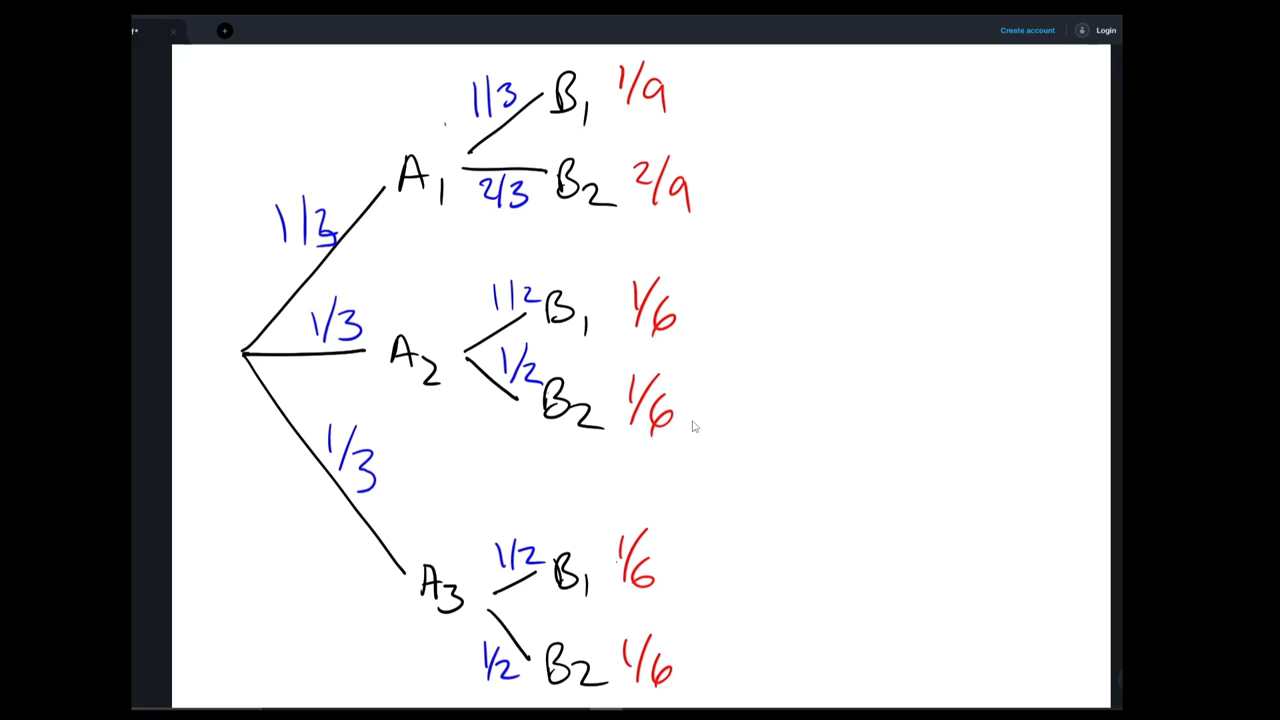 Create account
Login
1/3 B1 1/9
A1
2/3 B2 2/9
1/3
1/3
A2
1/2 B1 1/6
1/2 B2 1/6
1/3
A3
1/2 B1 1/6
1/2 B2 1/6